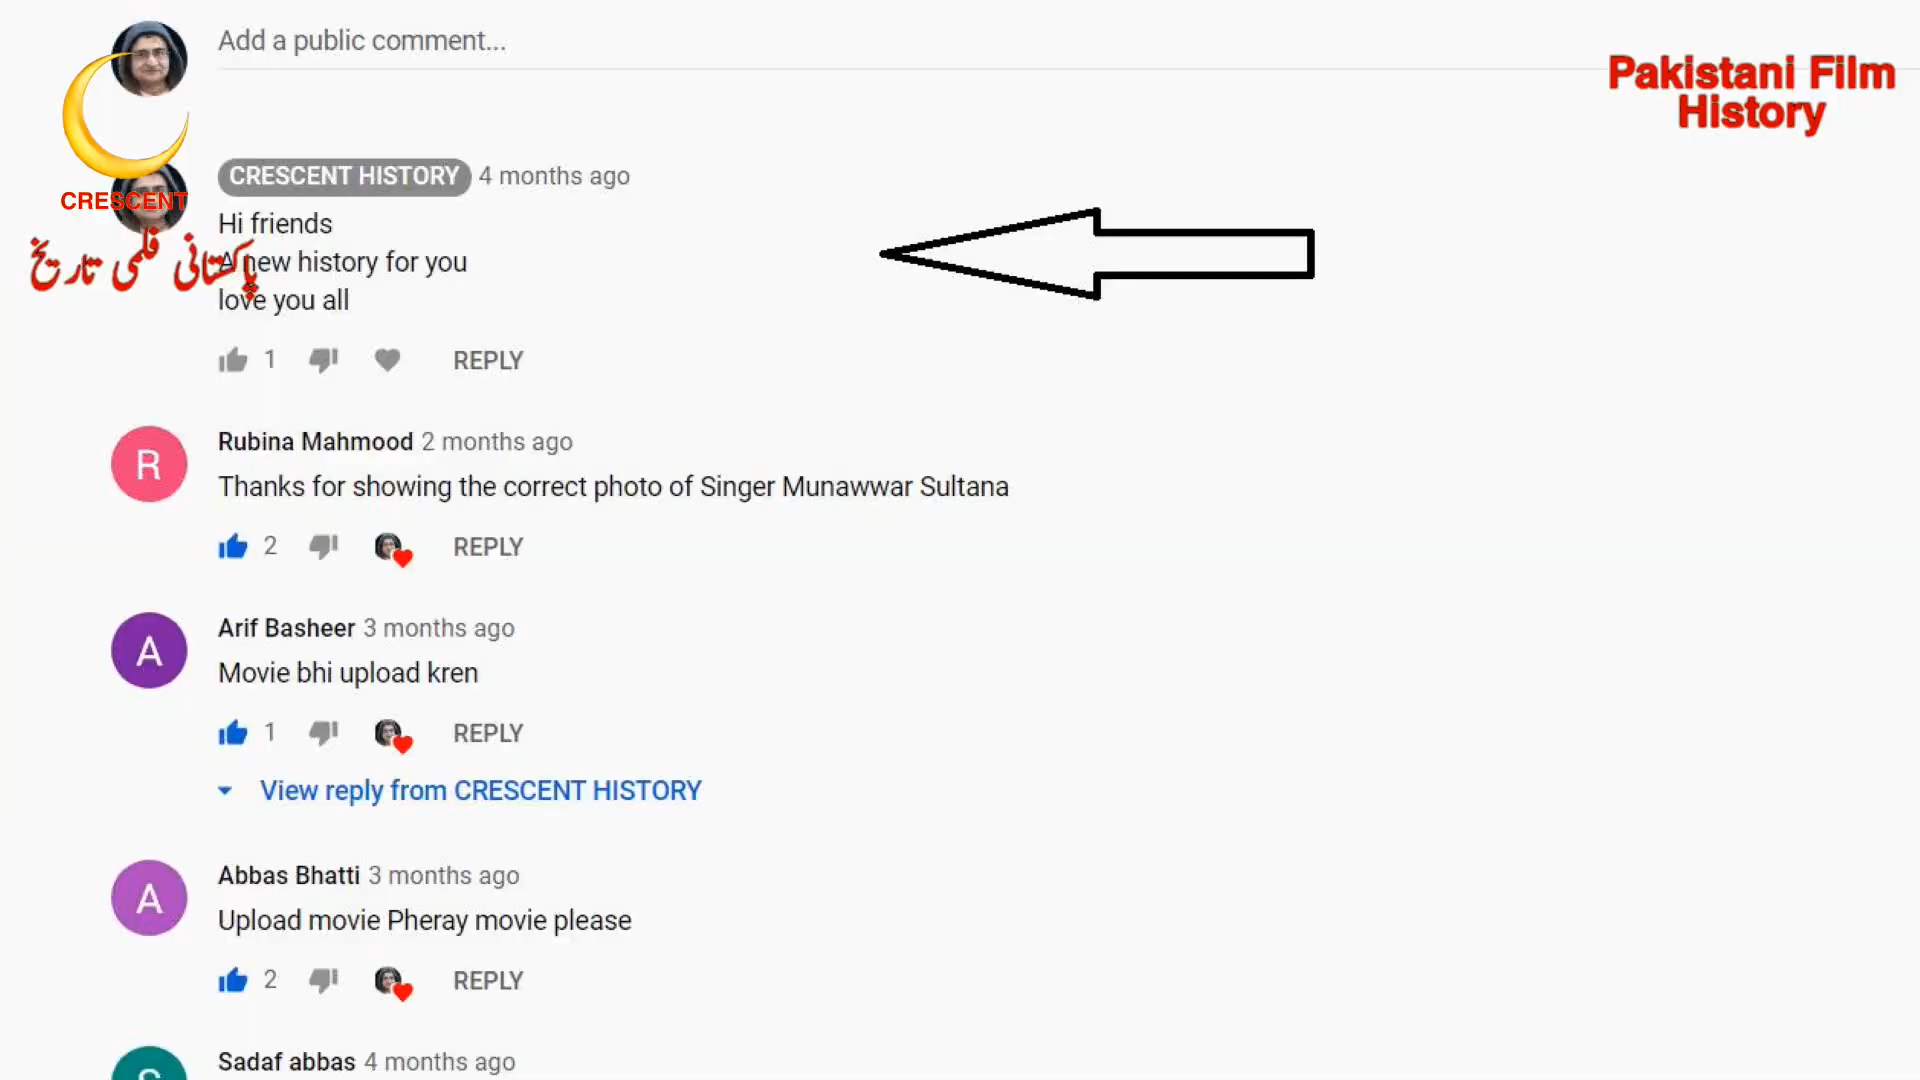 Add a public comment...
Pakistani Film
History
CRESCENT HISTORY 4 months ago
CRESCENT
Hi friends
پاکستانی فلمی تاریخ
A new history for you
love you all
1 REPLY
R
Rubina Mahmood 2 months ago
Thanks for showing the correct photo of Singer Munawwar Sultana
2 REPLY
A
Arif Basheer 3 months ago
Movie bhi upload kren
1 REPLY
View reply from CRESCENT HISTORY
A
Abbas Bhatti 3 months ago
Upload movie Pheray movie please
2 REPLY
Sadaf abbas 4 months ago
S